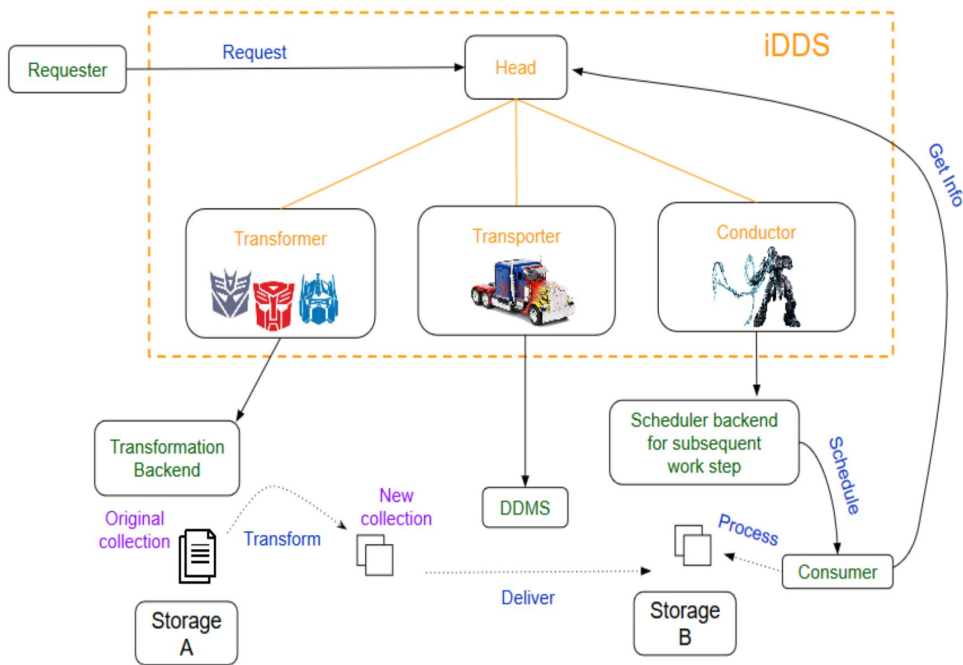 iDDS
Request
Requester
Head
Get Info
Transformer
Transporter
Conductor
Transformation
Backend
Scheduler backend
for subsequent
work step
Schedule
DDMS
Original
collection
Transform
New
collection
Process
Consumer
Deliver
Storage
A
Storage
B